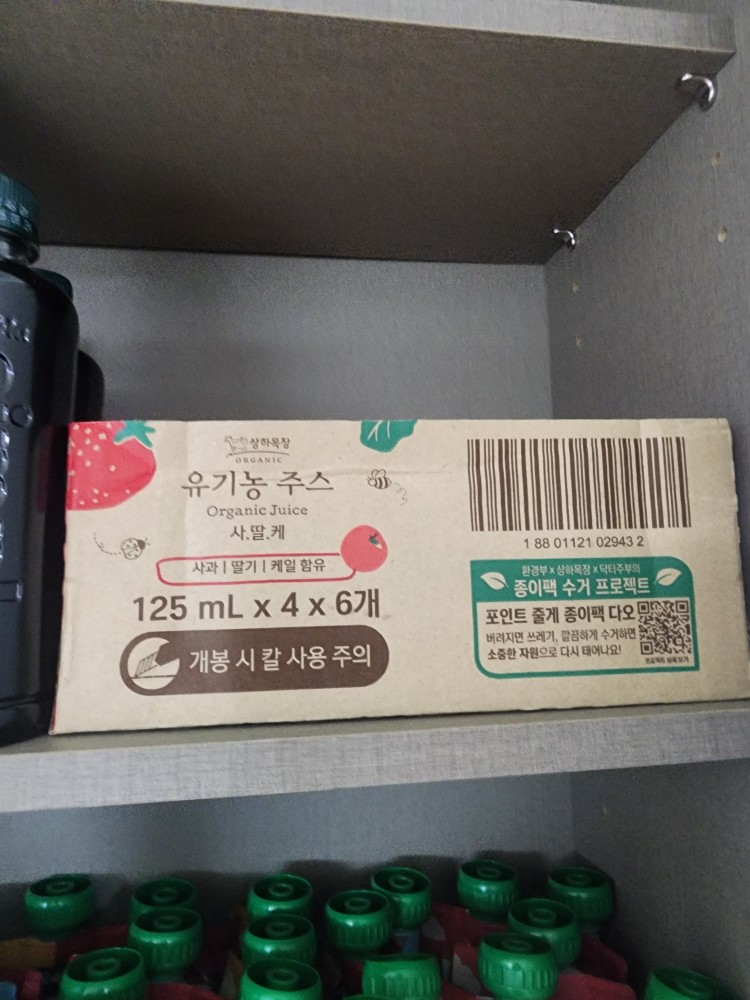 상하목장
ORGANIC
유기농 주스
Organic Juice
사.딸.케
사과 | 딸기 | 케일 함유
125 mL x 4 x 6개
개봉 시 칼 사용 주의
1 88 01121 02943 2
환경부 x 상하목장 x 닥터주부의
종이팩 수거 프로젝트
포인트 줄게 종이팩 다오
버려지면 쓰레기, 깔끔하게 수거하면
소중한 자원으로 다시 태어나요!